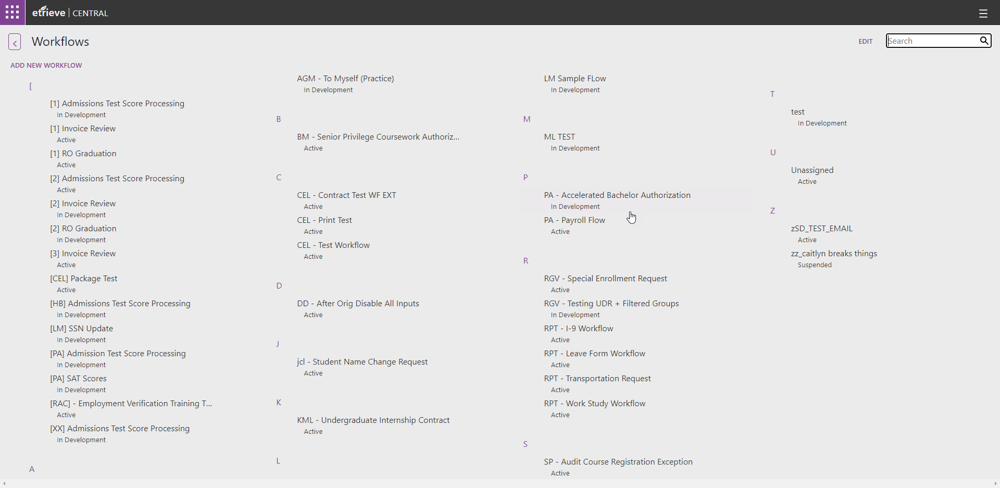 etrieve | CENTRAL
Workflows
EDIT
Search
ADD NEW WORKFLOW
[
[1] Admissions Test Score Processing
In Development
[1] Invoice Review
Active
[1] RO Graduation
Active
[2] Admissions Test Score Processing
Active
[2] Invoice Review
In Development
[2] RO Graduation
In Development
[3] Invoice Review
Active
[CEL] Package Test
Active
[HB] Admissions Test Score Processing
In Development
[LM] SSN Update
In Development
[PA] Admission Test Score Processing
In Development
[PA] SAT Scores
In Development
[RAC] - Employment Verification Training T...
Active
[XX] Admissions Test Score Processing
In Development
A
AGM - To Myself (Practice)
In Development
B
BM - Senior Privilege Coursework Authoriz...
Active
C
CEL - Contract Test WF EXT
Active
CEL - Print Test
Active
CEL - Test Workflow
Active
D
DD - After Orig Disable All Inputs
Active
J
jcl - Student Name Change Request
Active
K
KML - Undergraduate Internship Contract
Active
L
LM Sample FLow
In Development
M
ML TEST
In Development
P
PA - Accelerated Bachelor Authorization
In Development
PA - Payroll Flow
Active
R
RGV - Special Enrollment Request
Active
RGV - Testing UDR + Filtered Groups
In Development
RPT - I-9 Workflow
Active
RPT - Leave Form Workflow
Active
RPT - Transportation Request
Active
RPT - Work Study Workflow
Active
S
SP - Audit Course Registration Exception
Active
T
test
In Development
U
Unassigned
Active
Z
zSD_TEST_EMAIL
Active
zz_caitlyn breaks things
Suspended